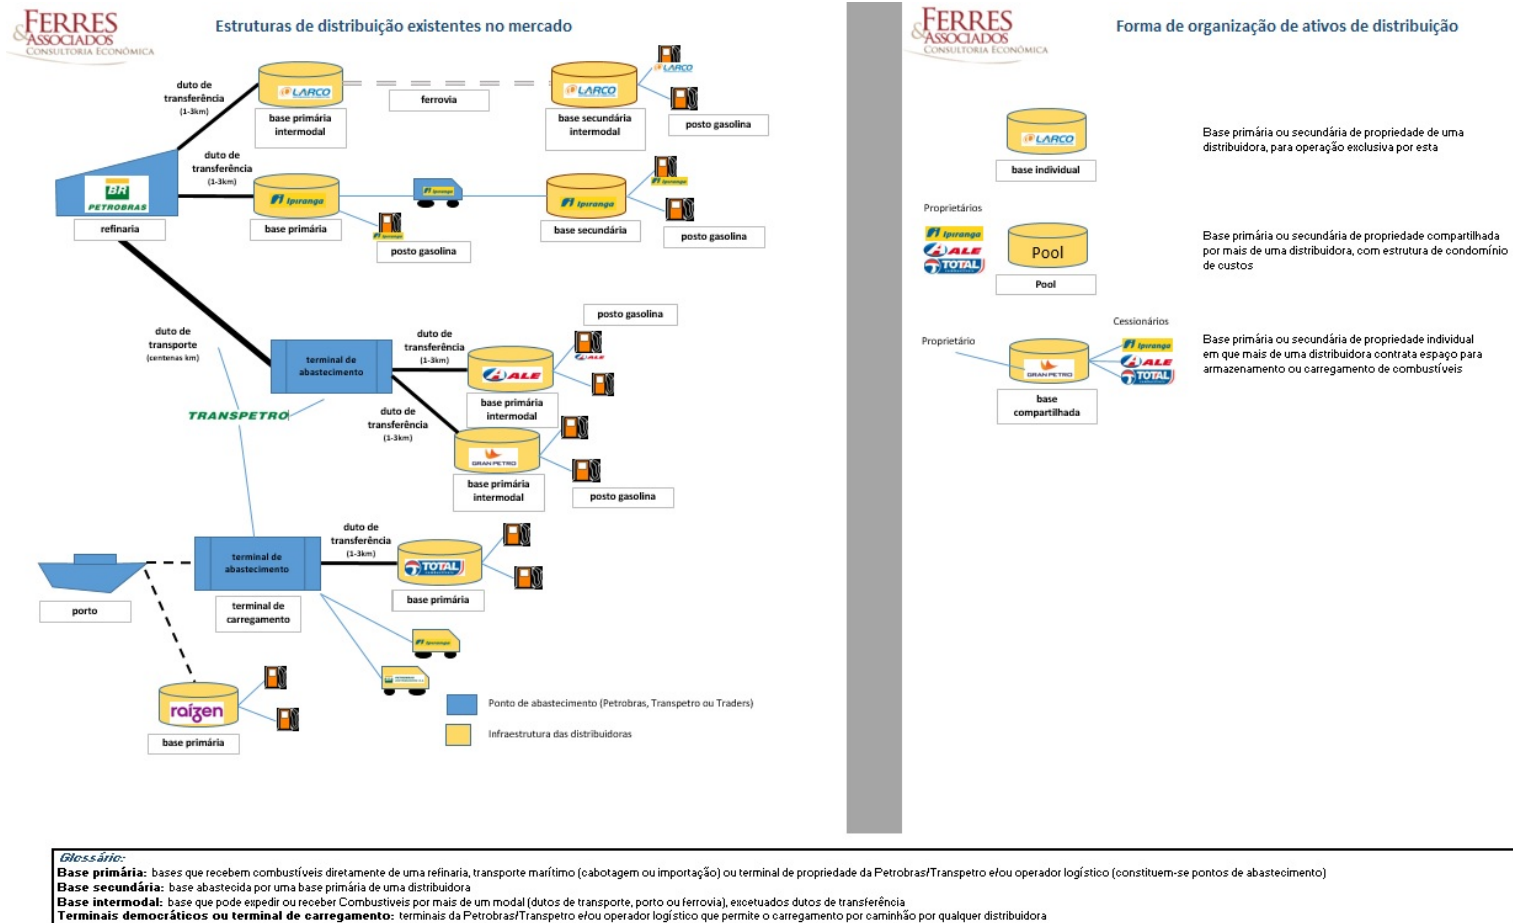 FERRES
& ASSOCIADOS
CONSULTORIA ECONÔMICA
Estruturas de distribuição existentes no mercado
duto de
transferência
(1-3km)
LARCO
base primária
intermodal
ferrovia
LARCO
base secundária
intermodal
LARCO
posto gasolina
duto de
transferência
(1-3km)
BR
PETROBRAS
refinaria
Ipiranga
base primária
Ipiranga
Ipiranga
posto gasolina
Ipiranga
base secundária
Ipiranga
posto gasolina
duto de
transporte
(centenas km)
terminal de
abastecimento
duto de
transferência
(1-3km)
posto gasolina
ALE
ALE
base primária
intermodal
TRANSPETRO
duto de
transferência
(1-3km)
GRAN PETRO
base primária
intermodal
posto gasolina
porto
terminal de
abastecimento
terminal de
carregamento
duto de
transferência
(1-3km)
TOTAL
base primária
Ipiranga
raízen
base primária
Ponto de abastecimento (Petrobras, Transpetro ou Traders)
Infraestrutura das distribuidoras
FERRES
& ASSOCIADOS
CONSULTORIA ECONÔMICA
Forma de organização de ativos de distribuição
LARCO
base individual
Base primária ou secundária de propriedade de uma
distribuidora, para operação exclusiva por esta
Proprietários
Ipiranga
ALE
TOTAL
Pool
Pool
Base primária ou secundária de propriedade compartilhada
por mais de uma distribuidora, com estrutura de condomínio
de custos
Proprietário
GRAN PETRO
base
compartilhada
Cessionários
Ipiranga
ALE
TOTAL
Base primária ou secundária de propriedade individual
em que mais de uma distribuidora contrata espaço para
armazenamento ou carregamento de combustíveis
Glossário:
Base primária: bases que recebem combustíveis diretamente de uma refinaria, transporte marítimo (cabotagem ou importação) ou terminal de propriedade da Petrobras/Transpetro e/ou operador logístico (constituem-se pontos de abastecimento)
Base secundária: base abastecida por uma base primária de uma distribuidora
Base intermodal: base que pode expedir ou receber Combustiveis por mais de um modal (dutos de transporte, porto ou ferrovia), excetuados dutos de transferência
Terminais democráticos ou terminal de carregamento: terminais da Petrobras/Transpetro e/ou operador logístico que permite o carregamento por caminhão por qualquer distribuidora